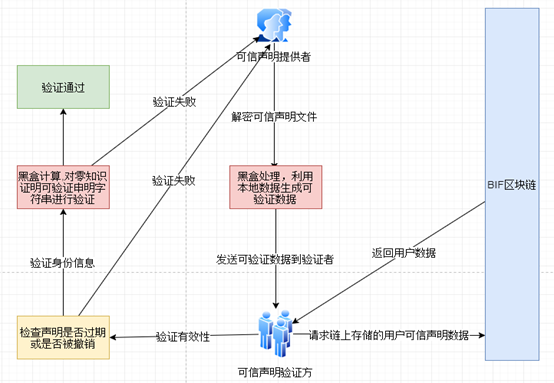 可信声明提供者
验证通过
验证失败
解密可信声明文件
黑盒计算,对零知识
证明可验证申明字
符串进行验证
验证失败
黑盒处理，利用
本地数据生成可
验证数据
BIF区块链
验证身份信息
发送可验证数据到验证者
返回用户数据
检查声明是否过期
或是否被撤销
验证有效性
请求链上存储的用户可信声明数据
可信声明验证方